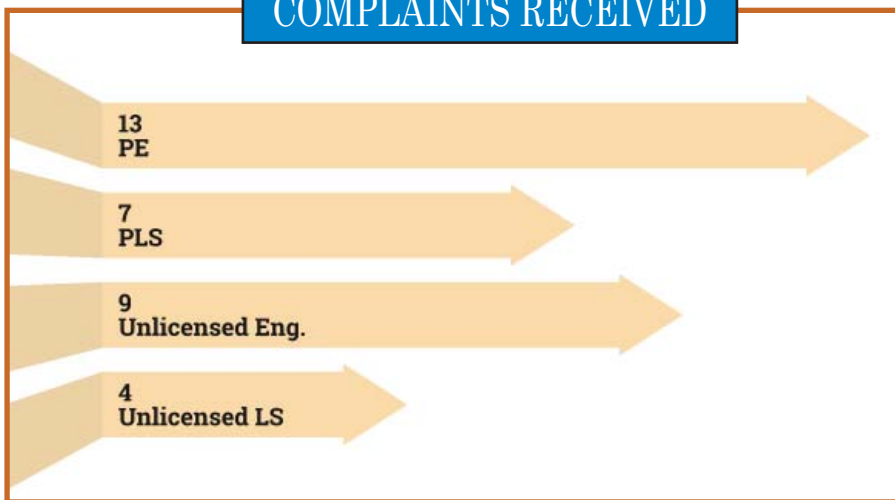 COMPLAINTS RECEIVED
13
PE
7
PLS
9
Unlicensed Eng.
4
Unlicensed LS